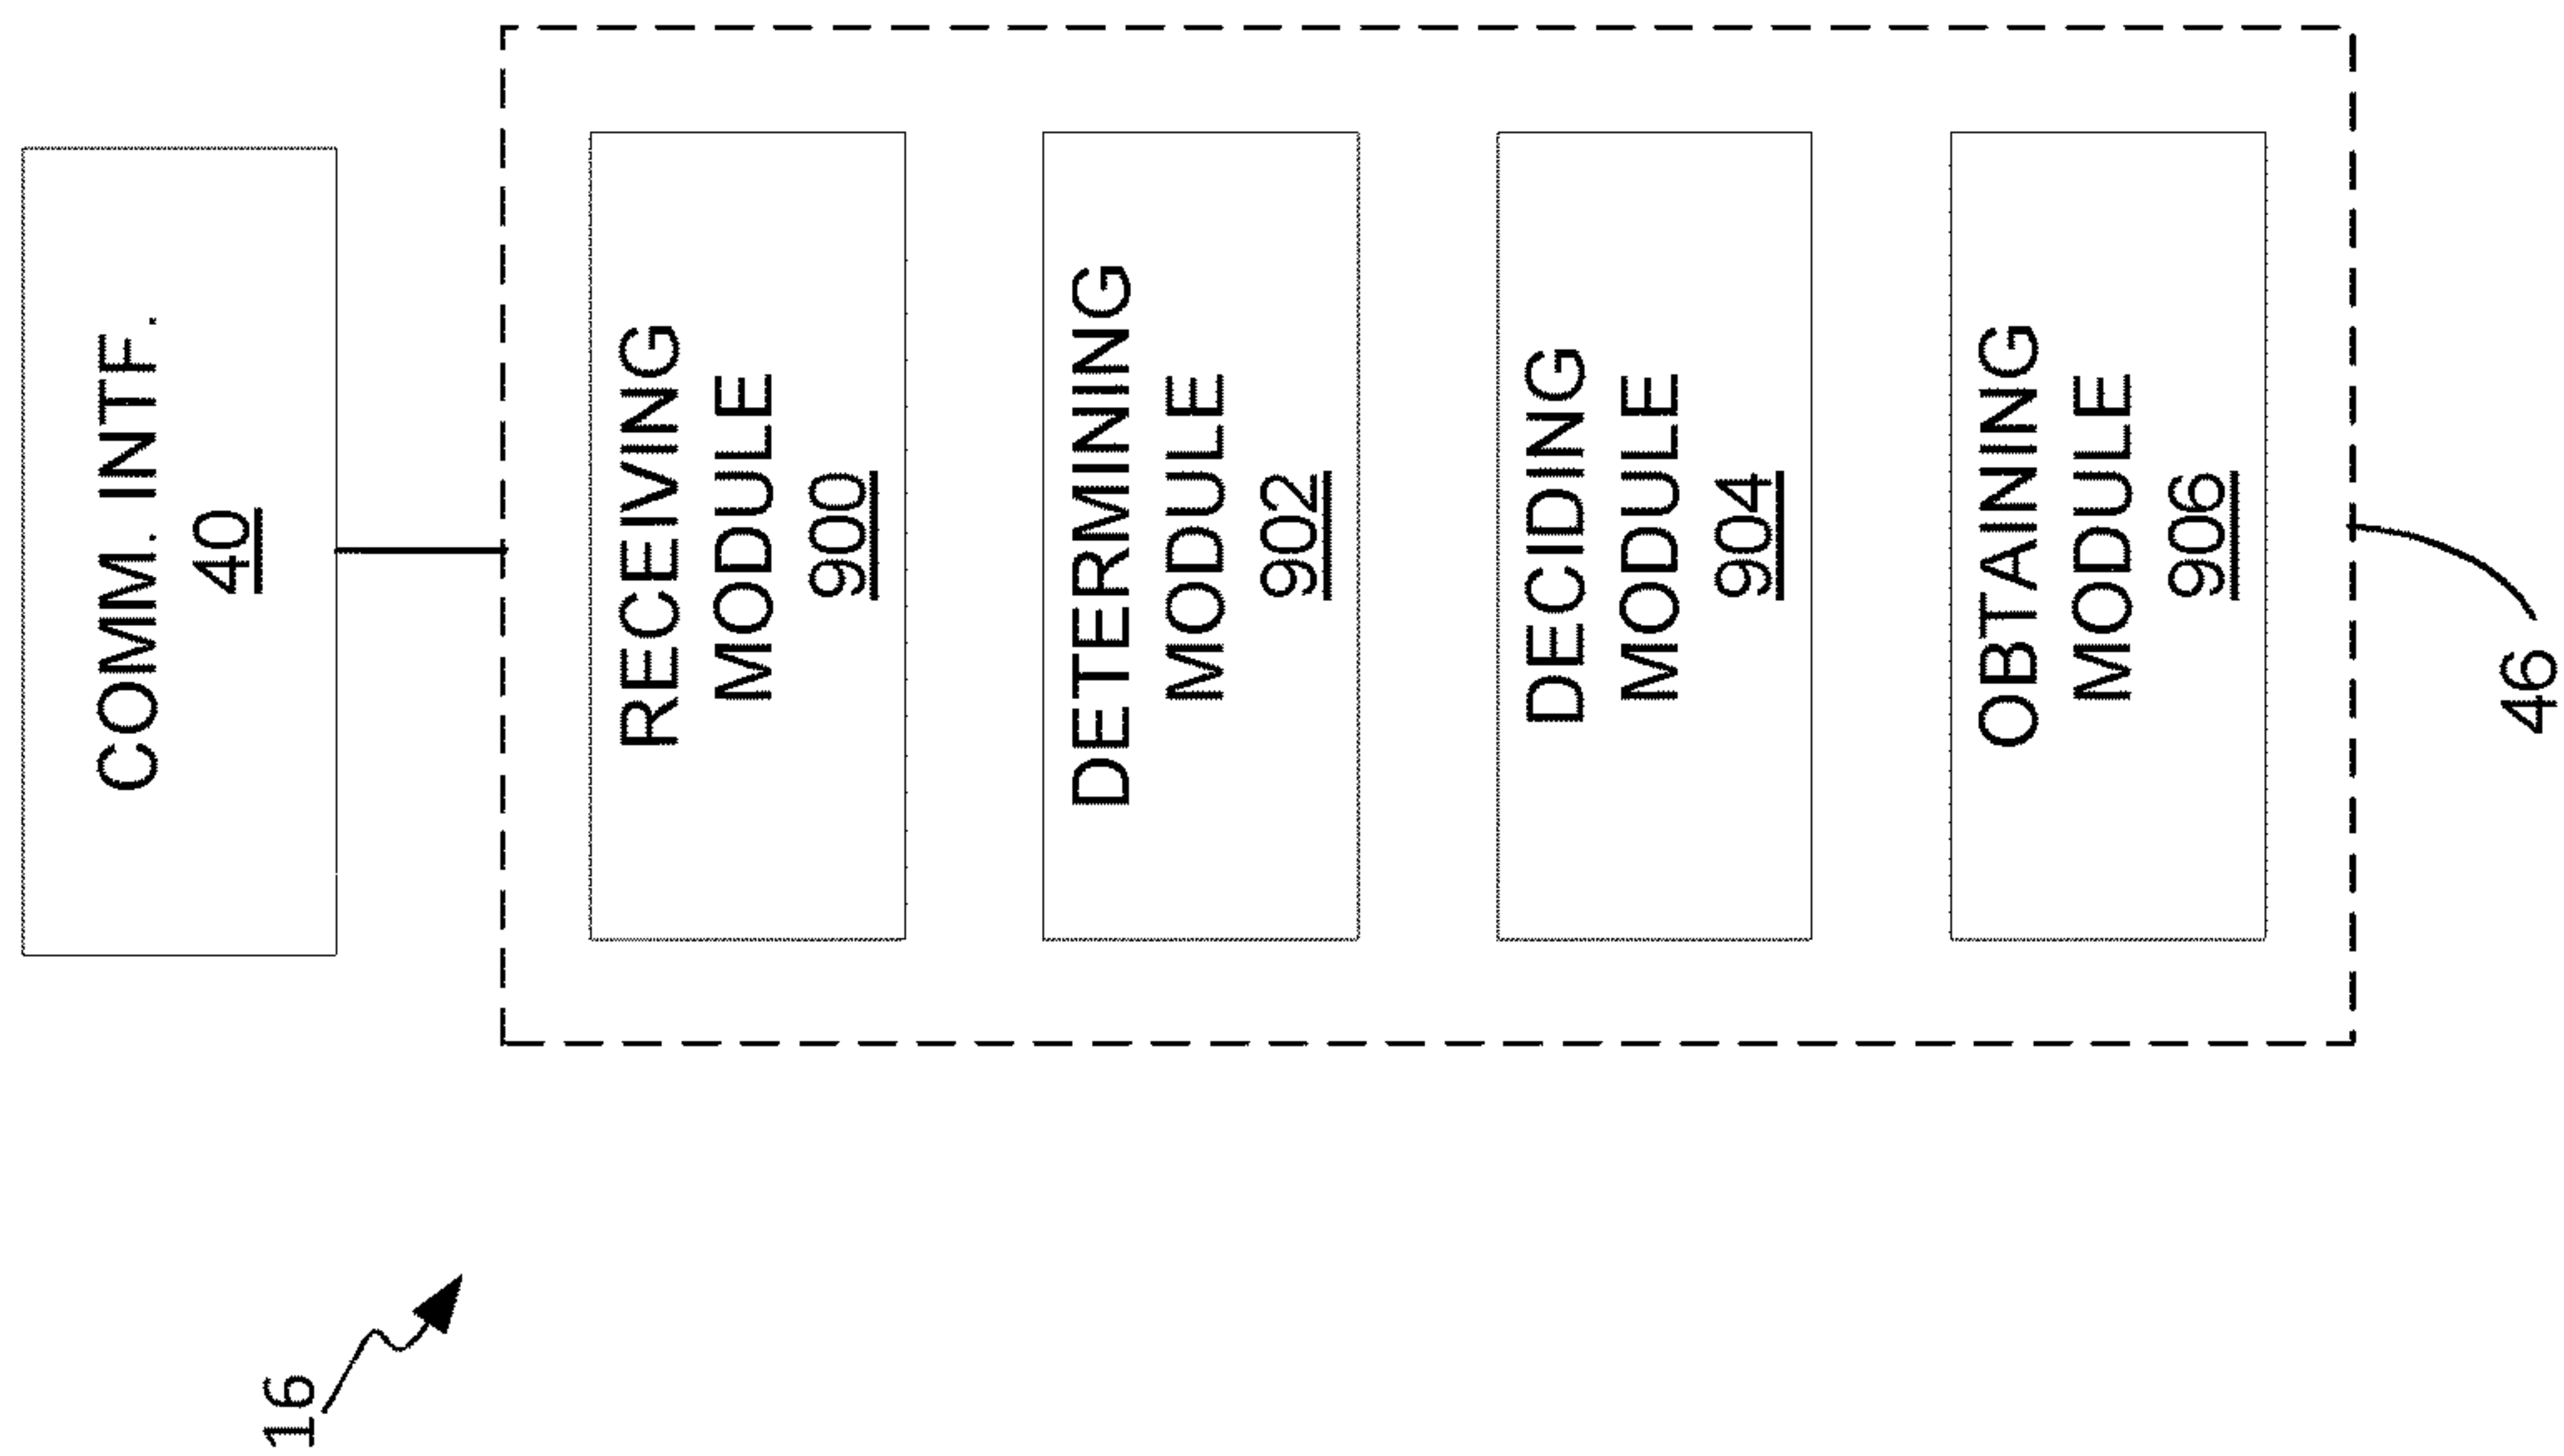 16
COMM. INTF.
40
RECEIVING
MODULE
900
DETERMINING
MODULE
902
DECIDING
MODULE
904
OBTAINING
MODULE
906
46